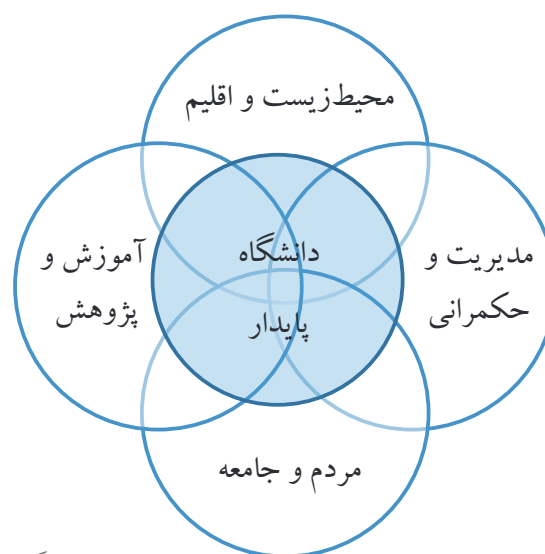 محیط‌زیست و اقلیم
مدیریت و
حکمرانی
دانشگاه
پایدار
آموزش و
پژوهش
مردم و جامعه